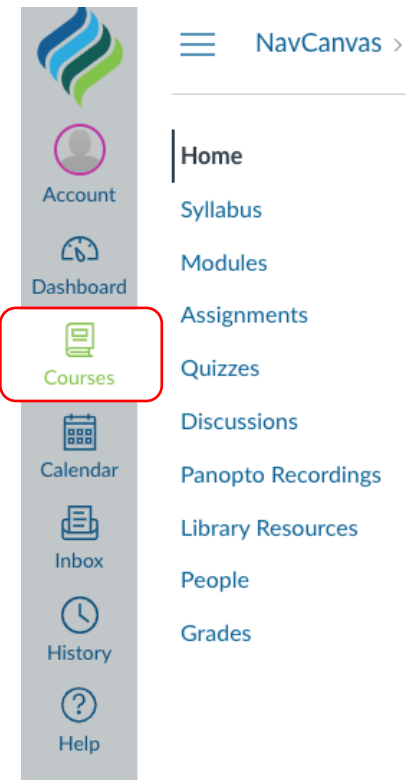 NavCanvas >
Account
Dashboard
Courses
Calendar
Inbox
History
Help
Home
Syllabus
Modules
Assignments
Quizzes
Discussions
Panopto Recordings
Library Resources
People
Grades